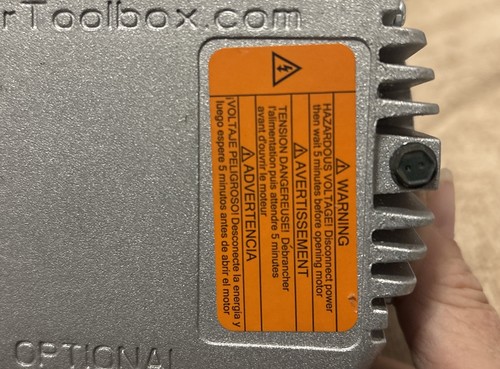 rToolbox.com
⚠ WARNING
HAZARDOUS VOLTAGE! Disconnect power
then wait 5 minutes before opening motor
⚠ AVERTISSEMENT
TENSION DANGEREUSE! Débrancher
l'alimentation puis attendre 5 minutes
avant d'ouvrir le moteur
⚠ ADVERTENCIA
¡VOLTAJE PELIGROSO! Desconecte la energía y
luego espere 5 minutos antes de abrir el motor
OPTIONAL